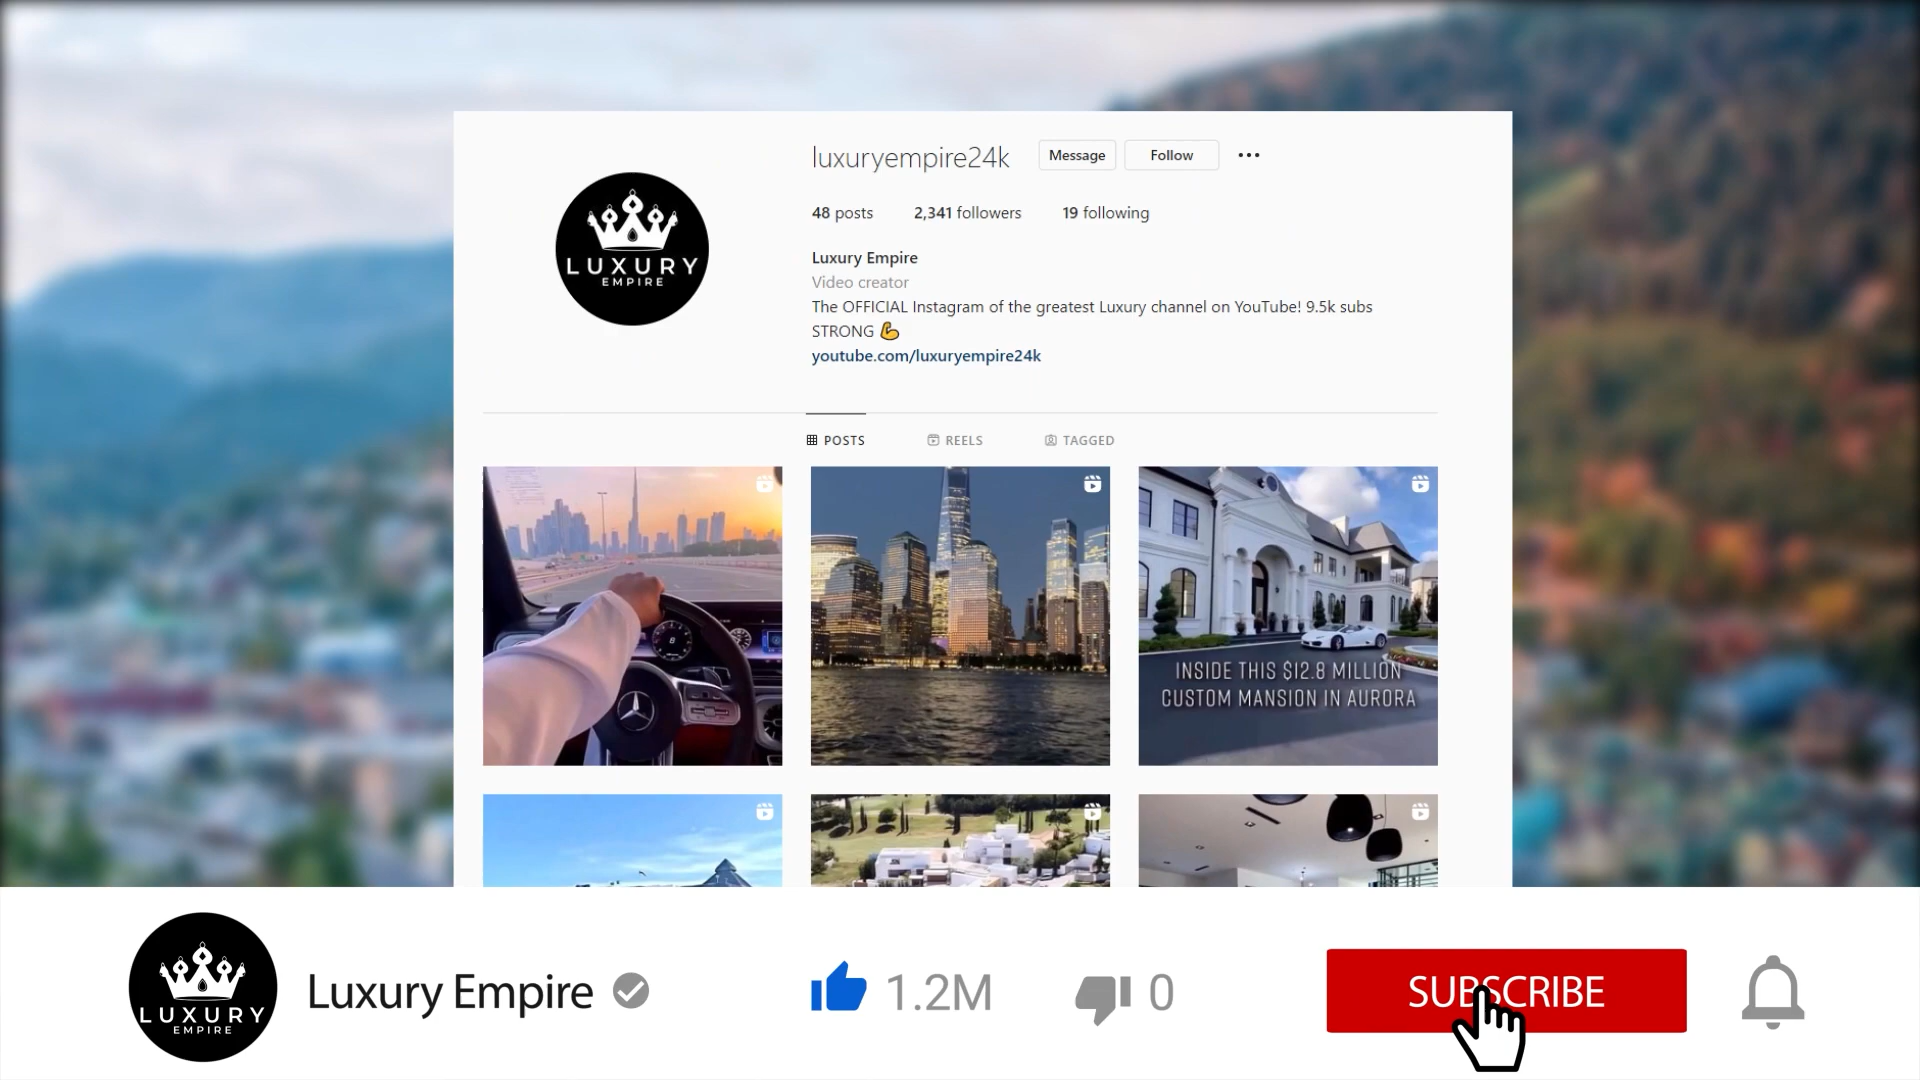 luxuryempire24k
Message
Follow
48 posts
2,341 followers
19 following
LUXURY
EMPIRE
Luxury Empire
Video creator
The OFFICIAL Instagram of the greatest Luxury channel on YouTube! 9.5k subs
STRONG 💪
youtube.com/luxuryempire24k
POSTS
REELS
TAGGED
8
INSIDE THIS $12.8 MILLION
CUSTOM MANSION IN AURORA
LUXURY
EMPIRE
Luxury Empire
1.2M
0
SUBSCRIBE